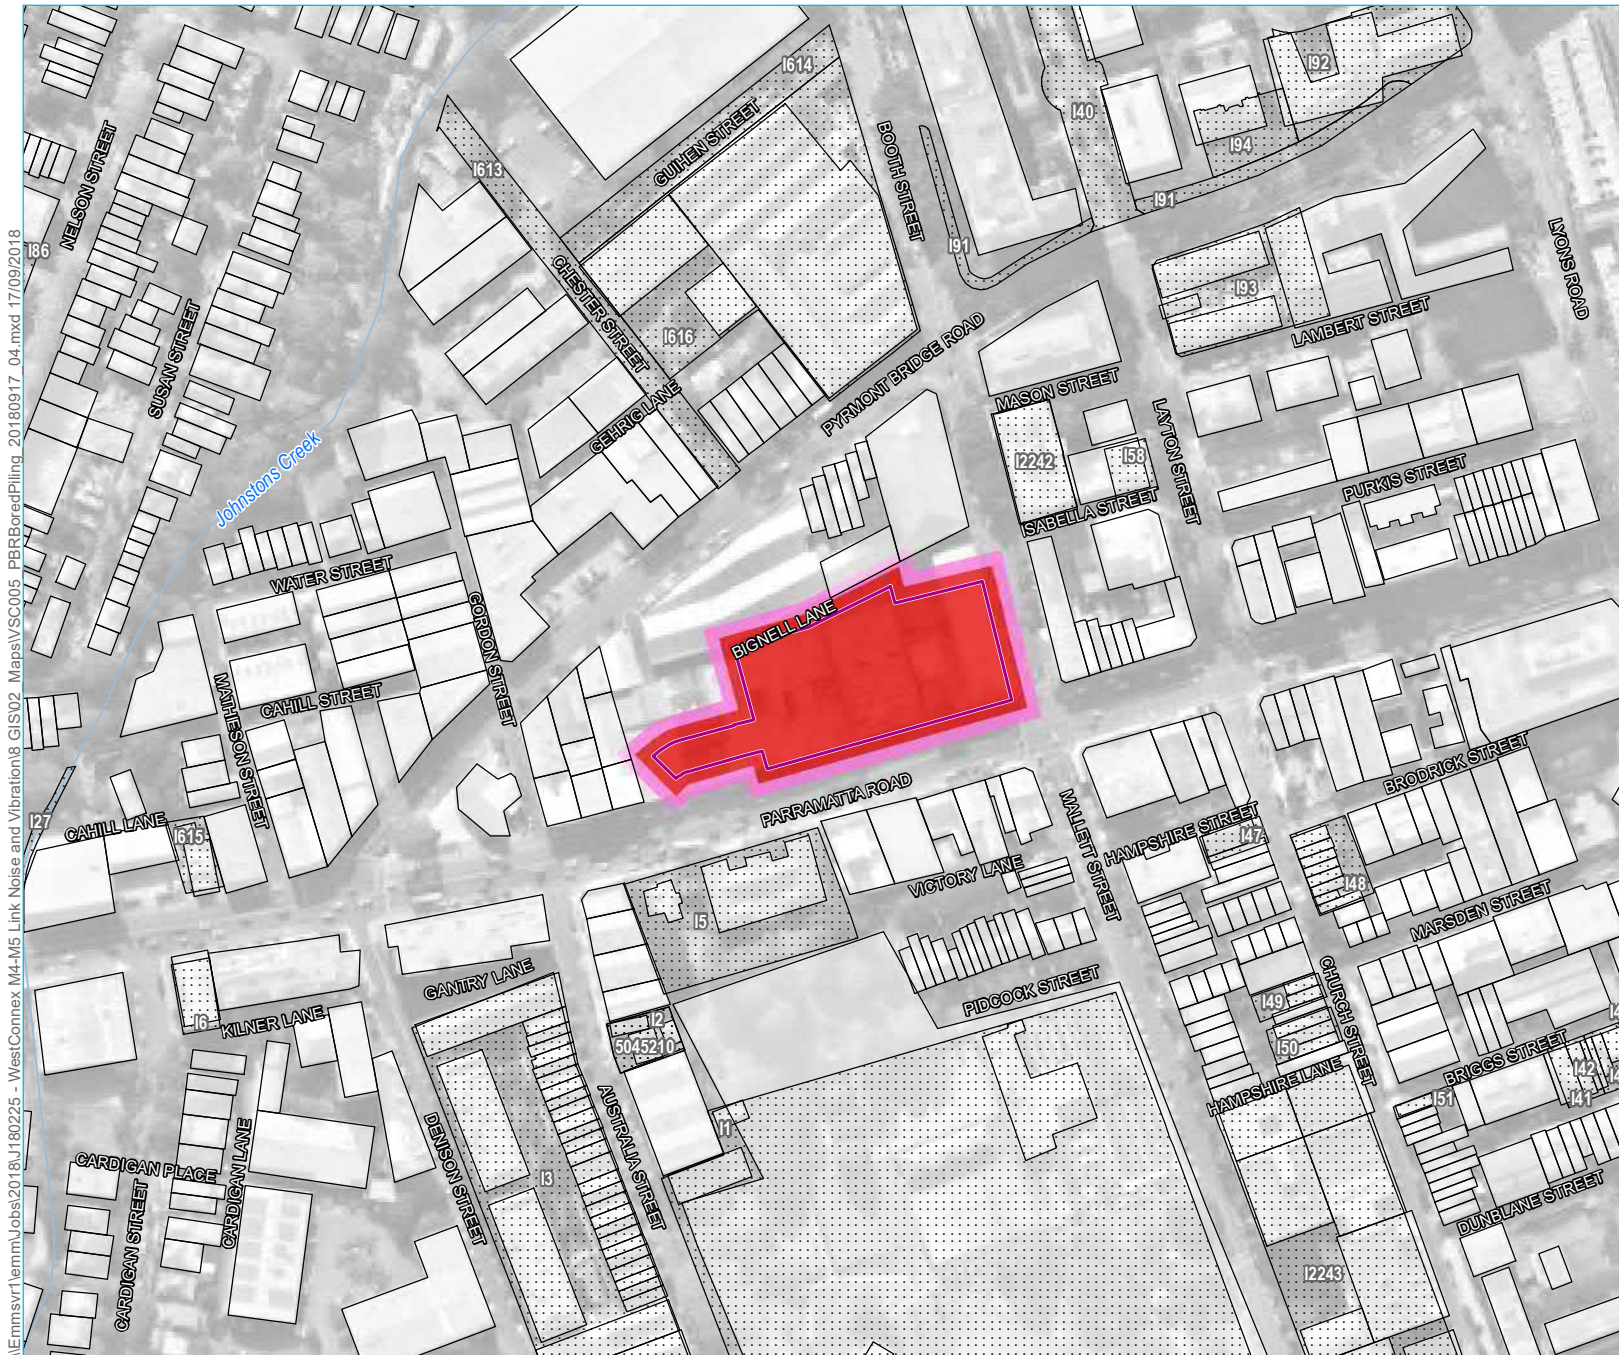 \\Emmsvr1\emm\Jobs\2018\J180225 - WestConnex M4-M5 Link Noise and Vibration\8 GIS\02_Maps\VSC005_PBRBoredPiling_20180917_04.mxd 17/09/2018
I614
I92
I40
GUIHEN STREET
BOOTH STREET
I94
NELSON STREET
I613
I91
I86
I91
LYONS ROAD
CHESTER STREET
I93
I616
LAMBERT STREET
SUSAN STREET
PYRMONT BRIDGE ROAD
MASON STREET
GEHRIG LANE
LAYTON STREET
Johnstons Creek
I2242
I58
PURKIS STREET
ISABELLA STREET
WATER STREET
GORDON STREET
BIGNELL LANE
MATHIESON STREET
CAHILL STREET
BRODRICK STREET
PARRAMATTA ROAD
MALLETT STREET
I27
CAHILL LANE
I615
HAMPSHIRE STREET
I47
VICTORY LANE
I48
I5
MARSDEN STREET
GANTRY LANE
PIDCOCK STREET
CHURCH STREET
I49
I6
KILNER LANE
I2
5045210
I50
BRIGGS STREET
I42
HAMPSHIRE LANE
I51
I41
I1
DENISON STREET
AUSTRALIA STREET
CARDIGAN LANE
CARDIGAN PLACE
I3
CARDIGAN STREET
DUNBLANE STREET
I2243